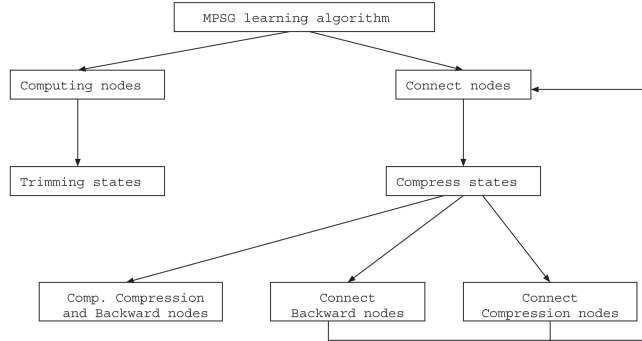 MPSG learning algorithm
Computing nodes
Connect nodes
Trimming states
Compress states
Comp. Compression
and Backward nodes
Connect
Backward nodes
Connect
Compression nodes